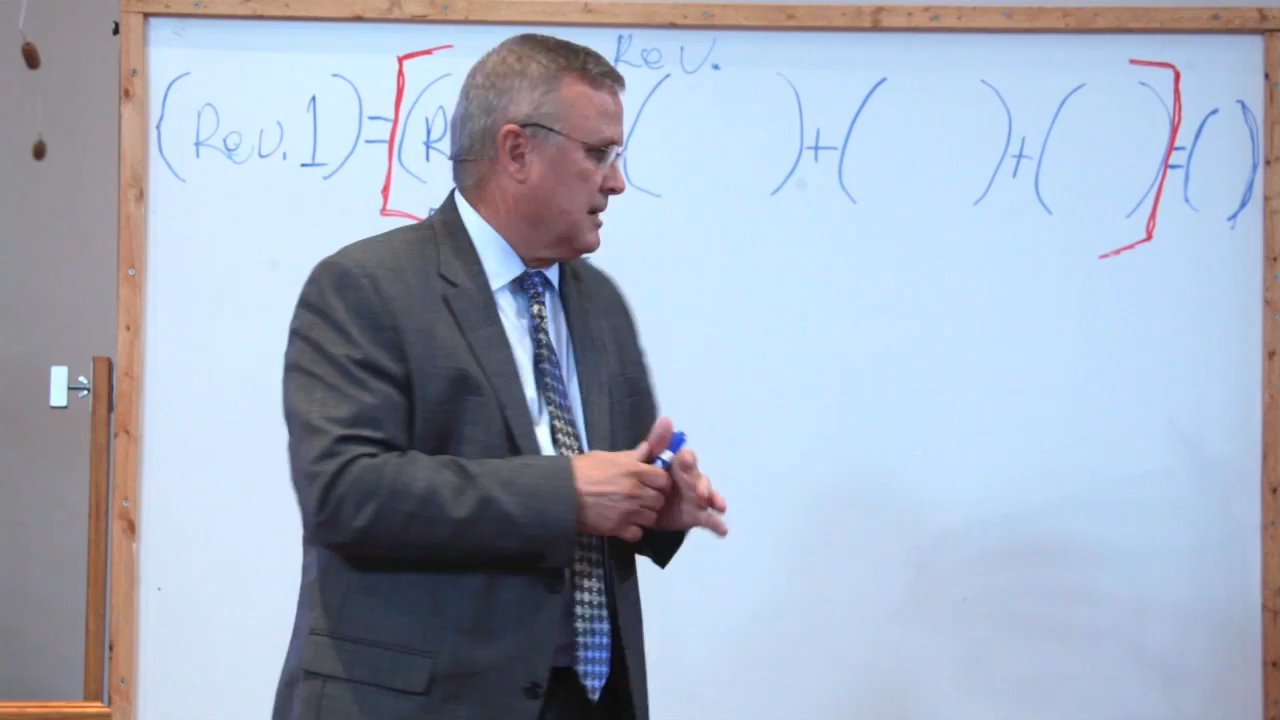 Rev.
(Rev. 1) = [(R ( ) + ( ) + ( )] = ( )